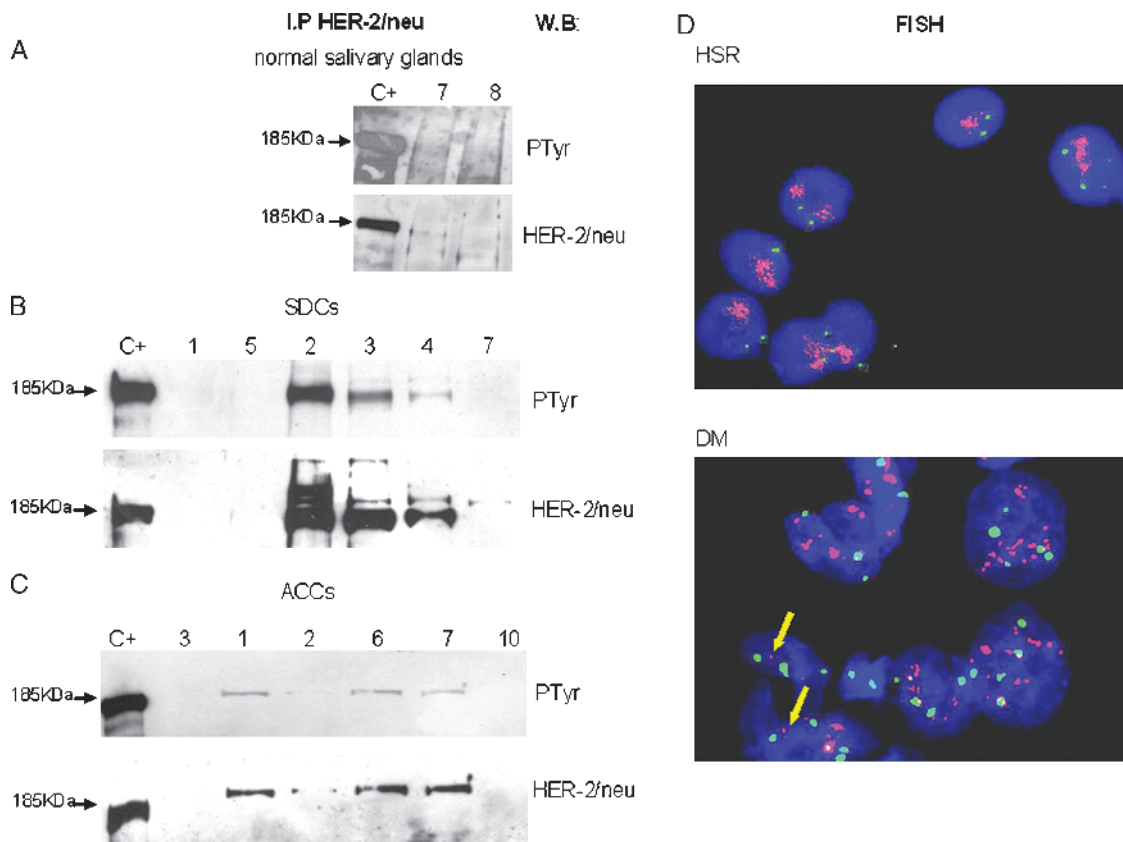 I.P HER-2/neu W.B:
A
normal salivary glands
C+ 7 8
185KDa
PTyr
185KDa
HER-2/neu
B
SDCs
C+ 1 5 2 3 4 7
185KDa
PTyr
185KDa
HER-2/neu
C
ACCs
C+ 3 1 2 6 7 10
185KDa
PTyr
185KDa
HER-2/neu
D FISH
HSR
DM